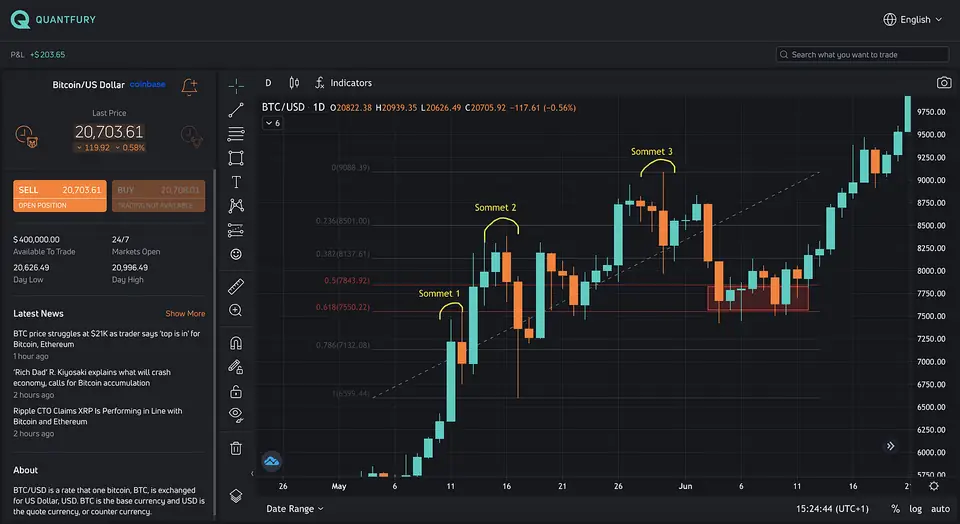 QUANTFURY
English
P&L +$203.65
Search what you want to trade
Bitcoin/US Dollar coinbase
Last Price
20,703.61
119.92 0.58%
SELL 20,703.61
OPEN POSITION
BUY 20,708.03
TRADING NOT AVAILABLE
$400,000.00 24/7
Available To Trade Markets Open
20,626.49 20,996.49
Day Low Day High
Latest News Show More
BTC price struggles at $21K as trader says 'top is in' for
Bitcoin, Ethereum
1 hour ago
'Rich Dad' R. Kiyosaki explains what will crash
economy, calls for Bitcoin accumulation
2 hours ago
Ripple CTO Claims XRP Is Performing in Line with
Bitcoin and Ethereum
2 hours ago
About
BTC/USD is a rate that one bitcoin, BTC, is exchanged
for US Dollar, USD. BTC is the base currency and USD is
the quote currency, or counter currency.
D Indicators
BTC/USD · 1D O20822.38 H20939.35 L20626.49 C20705.92 -117.61 (-0.56%)
6
Sommet 1
Sommet 2
Sommet 3
0(9088.39)
0.236(8501.00)
0.382(8137.61)
0.5(7843.92)
0.618(7550.22)
0.786(7132.08)
1(6599.44)
9750.00
9500.00
9250.00
9000.00
8750.00
8500.00
8250.00
8000.00
7750.00
7500.00
7250.00
7000.00
6750.00
6500.00
6250.00
6000.00
5750.00
26 May 6 11 16 21 26 Jun 6 11 16
Date Range
15:24:44 (UTC+1) % log auto